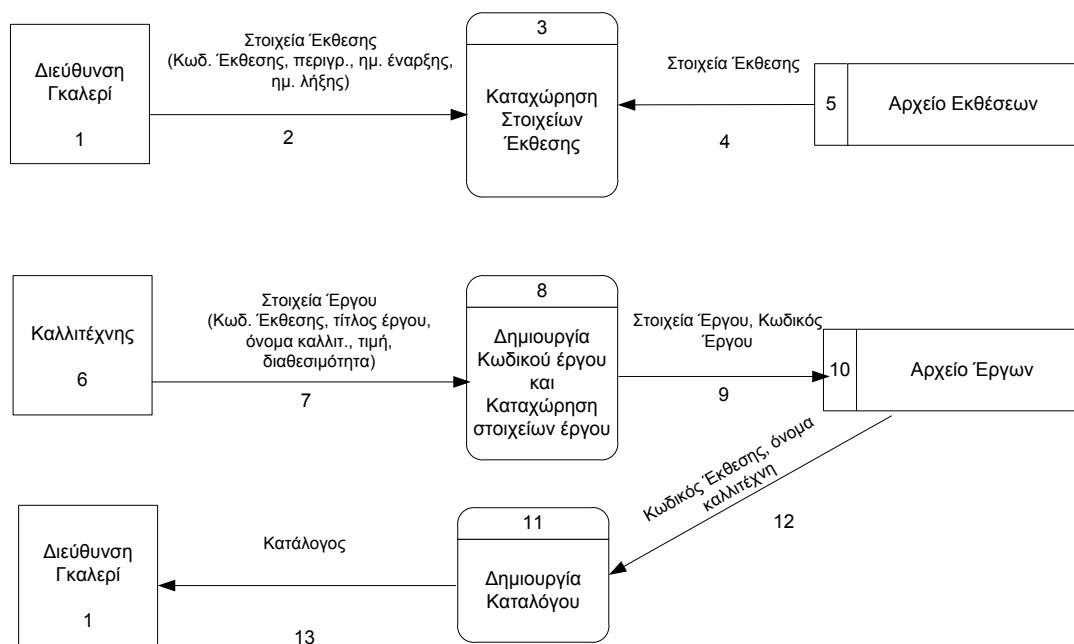 Διεύθυνση
Γκαλερί
1
Στοιχεία Έκθεσης
(Κωδ. Έκθεσης, περιγρ., ημ. έναρξης,
ημ. λήξης)
2
3
Καταχώρηση
Στοιχείων
Έκθεσης
Στοιχεία Έκθεσης
4
5
Αρχείο Εκθέσεων
Καλλιτέχνης
6
Στοιχεία Έργου
(Κωδ. Έκθεσης, τίτλος έργου,
όνομα καλλιτ., τιμή,
διαθεσιμότητα)
7
8
Δημιουργία
Κωδικού έργου
και
Καταχώρηση
στοιχείων έργου
Στοιχεία Έργου, Κωδικός
Έργου
9
10
Αρχείο Έργων
Κωδικός Έκθεσης, όνομα
καλλιτέχνη
12
Διεύθυνση
Γκαλερί
1
Κατάλογος
13
11
Δημιουργία
Καταλόγου